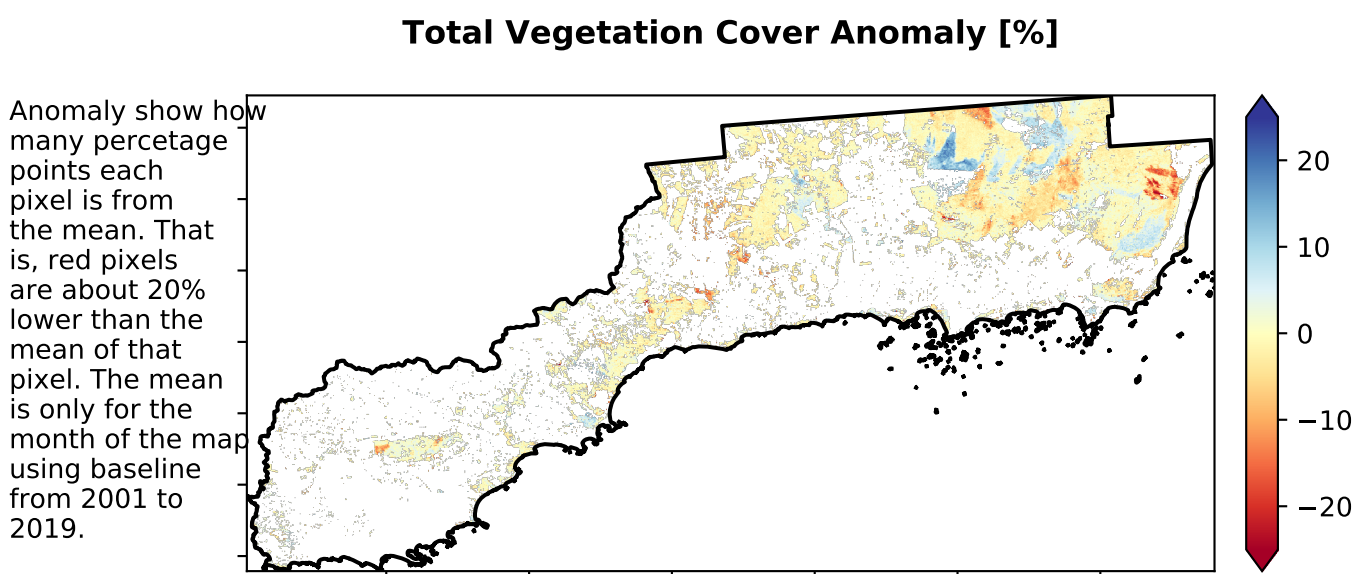 Total Vegetation Cover Anomaly [%]
Anomaly show how
many percetage
points each
pixel is from
the mean. That
is, red pixels
are about 20%
lower than the
mean of that
pixel. The mean
is only for the
month of the map
using baseline
from 2001 to
2019.
20
10
0
−10
−20